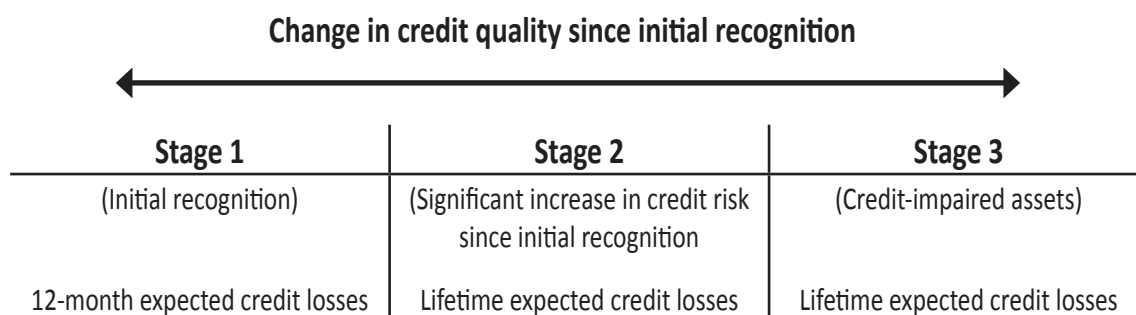 Change in credit quality since initial recognition
Stage 1
Stage 2
Stage 3
(Initial recognition)
(Significant increase in credit risk
since initial recognition
(Credit-impaired assets)
12-month expected credit losses
Lifetime expected credit losses
Lifetime expected credit losses